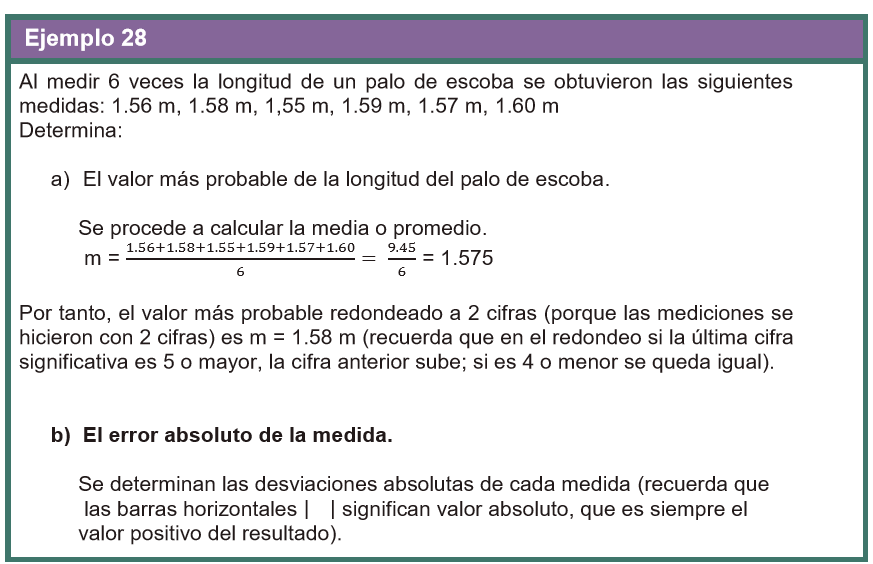 Ejemplo 28
Al medir 6 veces la longitud de un palo de escoba se obtuvieron las siguientes
medidas: 1.56 m, 1.58 m, 1,55 m, 1.59 m, 1.57 m, 1.60 m
Determina:
a) El valor más probable de la longitud del palo de escoba.
Se procede a calcular la media o promedio.
m = (1.56+1.58+1.55+1.59+1.57+1.60)/6 = 9.45/6 = 1.575
Por tanto, el valor más probable redondeado a 2 cifras (porque las mediciones se
hicieron con 2 cifras) es m = 1.58 m (recuerda que en el redondeo si la última cifra
significativa es 5 o mayor, la cifra anterior sube; si es 4 o menor se queda igual).
b) El error absoluto de la medida.
Se determinan las desviaciones absolutas de cada medida (recuerda que
las barras horizontales | | significan valor absoluto, que es siempre el
valor positivo del resultado).